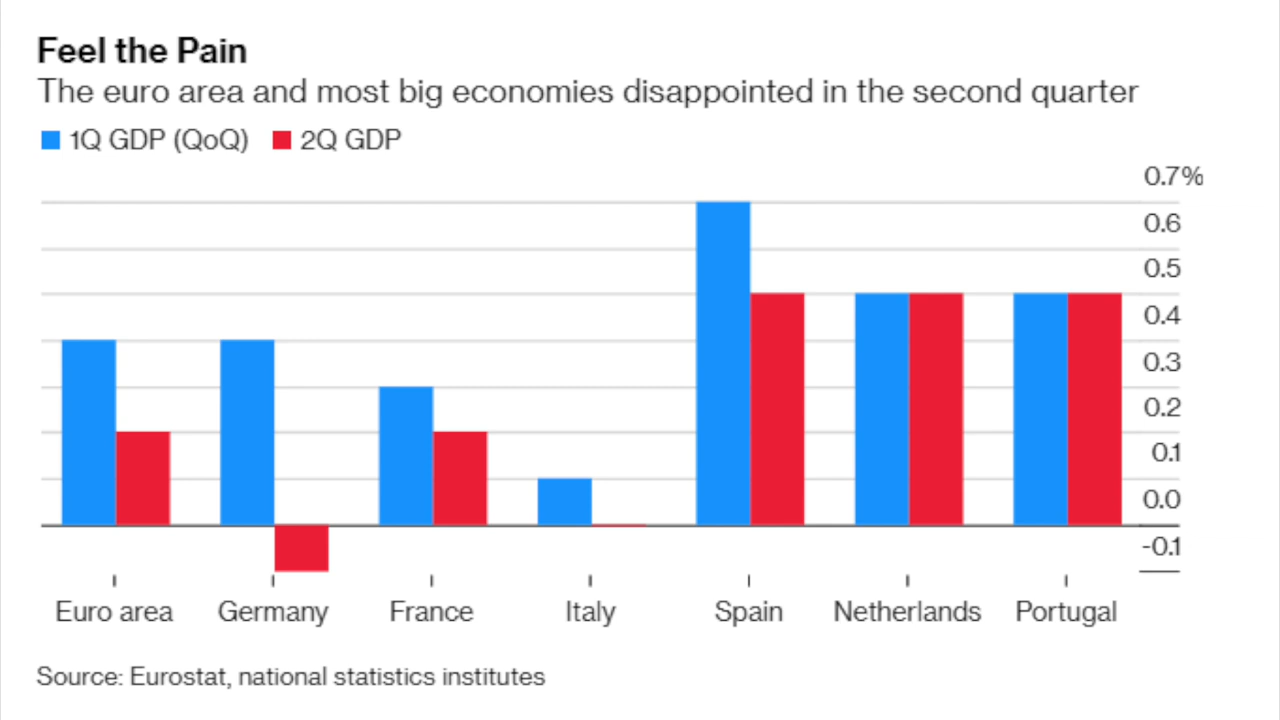 Feel the Pain
The euro area and most big economies disappointed in the second quarter
1Q GDP (QoQ) 2Q GDP
0.7%
0.6
0.5
0.4
0.3
0.2
0.1
0.0
-0.1
Euro area Germany France Italy Spain Netherlands Portugal
Source: Eurostat, national statistics institutes